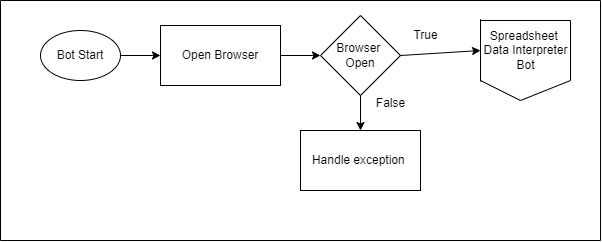 Bot Start
Open Browser
Browser
Open
True
Spreadsheet
Data Interpreter
Bot
False
Handle exception